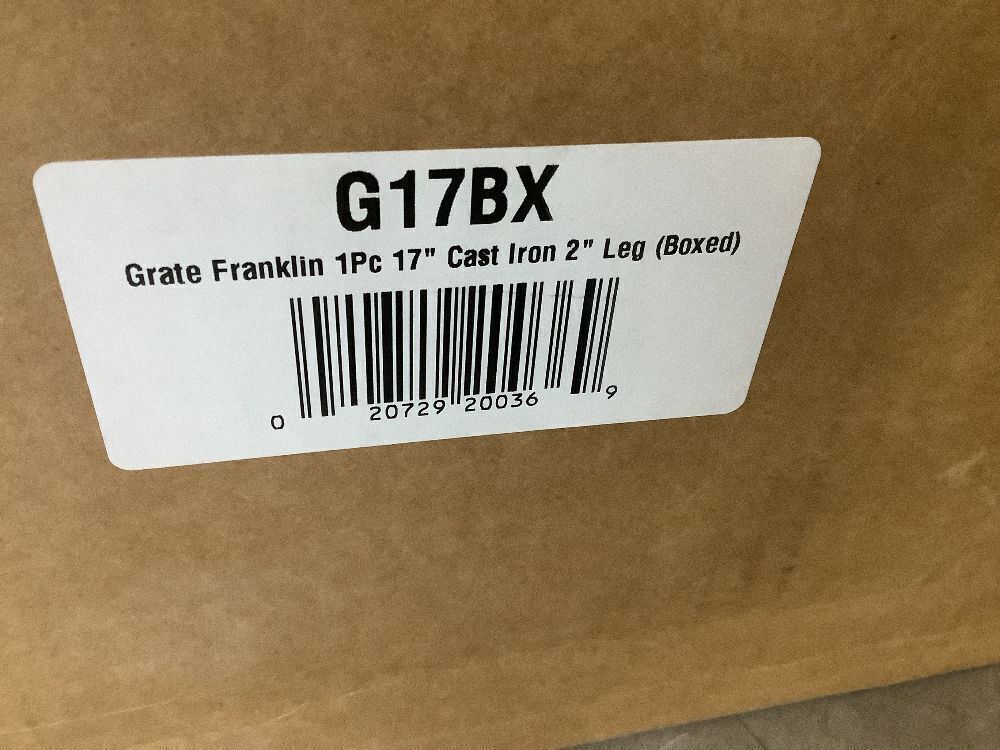 G17BX
Grate Franklin 1Pc 17" Cast Iron 2" Leg (Boxed)
0 20729 20036 9